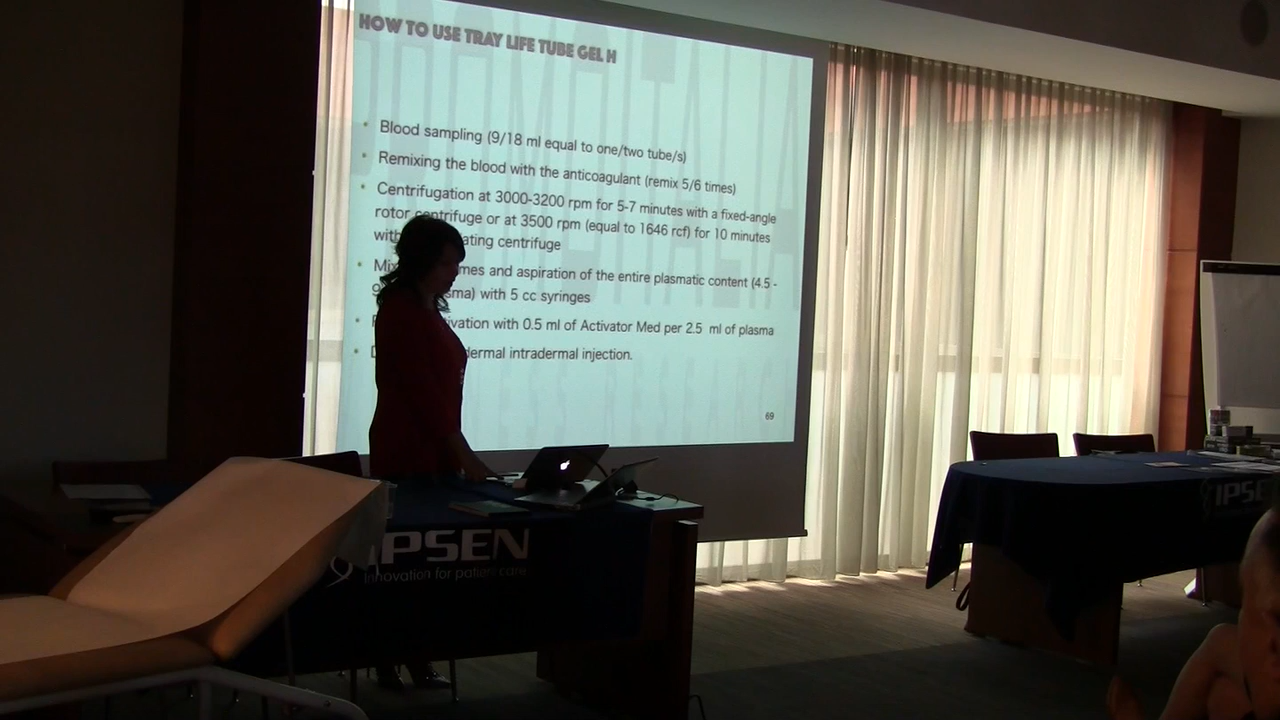 HOW TO USE TRAY LIFE TUBE GEL H
Blood sampling (9/18 ml equal to one/two tube/s)
Remixing the blood with the anticoagulant (remix 5/6 times)
Centrifugation at 3000-3200 rpm for 5-7 minutes with a fixed-angle
rotor centrifuge or at 3500 rpm (equal to 1646 rcf) for 10 minutes
ating centrifuge
and aspiration of the entire plasmatic content (4.5 -
with 5 cc syringes
with 0.5 ml of Activator Med per 2.5 ml of plasma
dermal intradermal injection.
69
IPSEN
Innovation for patient care
IPSE